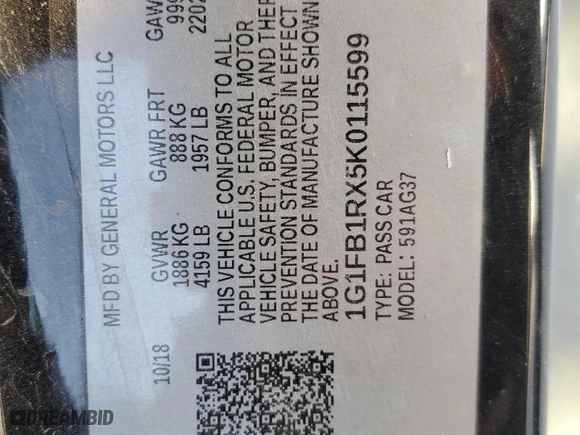 MFD BY GENERAL MOTORS LLC
10/18
GVWR
1886 KG
4159 LB
GAWR FRT
888 KG
1957 LB
THIS VEHICLE CONFORMS TO ALL
APPLICABLE U.S. FEDERAL MOTOR
VEHICLE SAFETY, BUMPER, AND
PREVENTION STANDARDS IN EFFECT
THE DATE OF MANUFACTURE SHOWN
ABOVE.
1G1FB1RX5K0115599
TYPE: PASS CAR
MODEL: 591AG37
DREAMBID